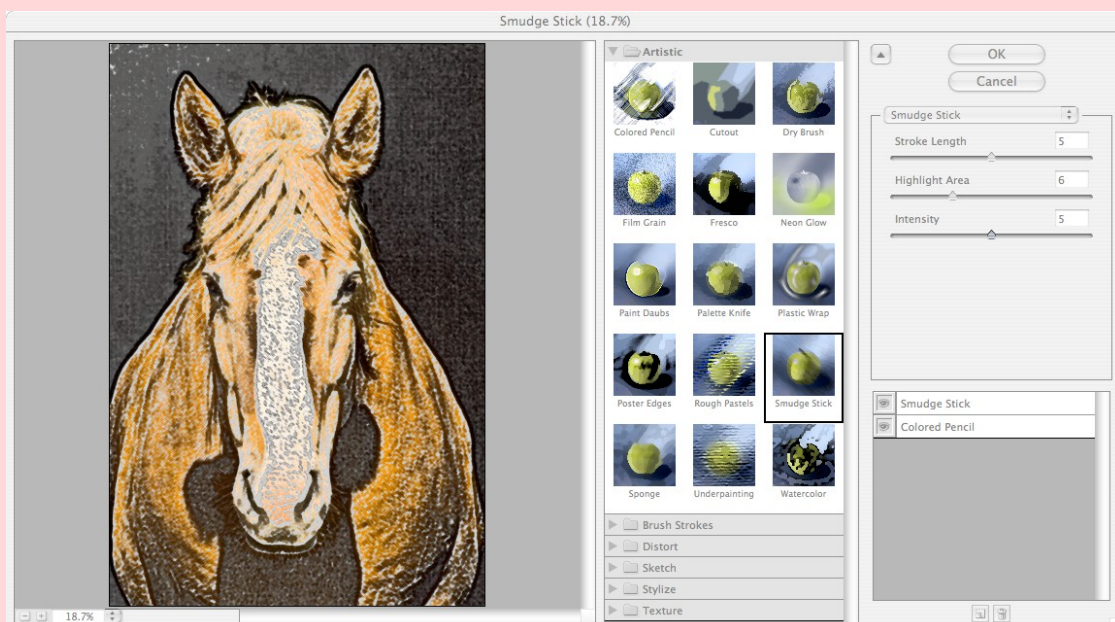 Smudge Stick (18.7%)
Artistic
Colored Pencil
Cutout
Dry Brush
Film Grain
Fresco
Neon Glow
Paint Daubs
Palette Knife
Plastic Wrap
Poster Edges
Rough Pastels
Smudge Stick
Sponge
Underpainting
Watercolor
Brush Strokes
Distort
Sketch
Stylize
Texture
OK
Cancel
Smudge Stick
Stroke Length 5
Highlight Area 6
Intensity 5
Smudge Stick
Colored Pencil
18.7%